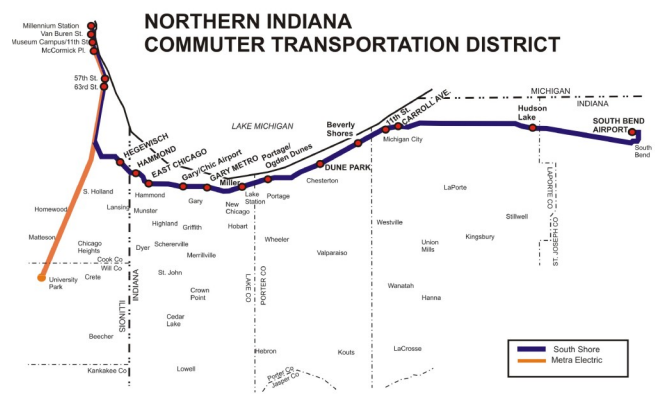 NORTHERN INDIANA
COMMUTER TRANSPORTATION DISTRICT
Millennium Station
Van Buren St.
Museum Campus/11th St
McCormick Pl.
57th St.
63rd St.
LAKE MICHIGAN
MICHIGAN
INDIANA
HEGEWISCH
HAMMOND
EAST CHICAGO
Gary/Chic Airport
GARY METRO
Miller
Portage/
Ogden Dunes
DUNE PARK
Beverly
Shores
11th St.
CARROLL AVE.
Hudson
Lake
SOUTH BEND
AIRPORT
South
Bend
Michigan City
S. Holland
Lansing
Hammond
Munster
Gary
New
Chicago
Lake
Station
Portage
Chesterton
LaPorte
LAPORTE CO
ST. JOSEPH CO
Homewood
Highland
Griffith
Hobart
Westville
Stillwell
Matteson
Chicago
Heights
Dyer
Schererville
Merrillville
Wheeler
Valparaiso
Union
Mills
Kingsbury
Cook Co
Will Co
University
Park
Crete
INDIANA
ILLINOIS
St. John
LAKE CO
PORTER CO
Crown
Point
Wanatah
Hanna
Cedar
Lake
Beecher
Hebron
Kouts
LaCrosse
Kankakee Co
Lowell
Porter Co
Jasper Co
South Shore
Metra Electric